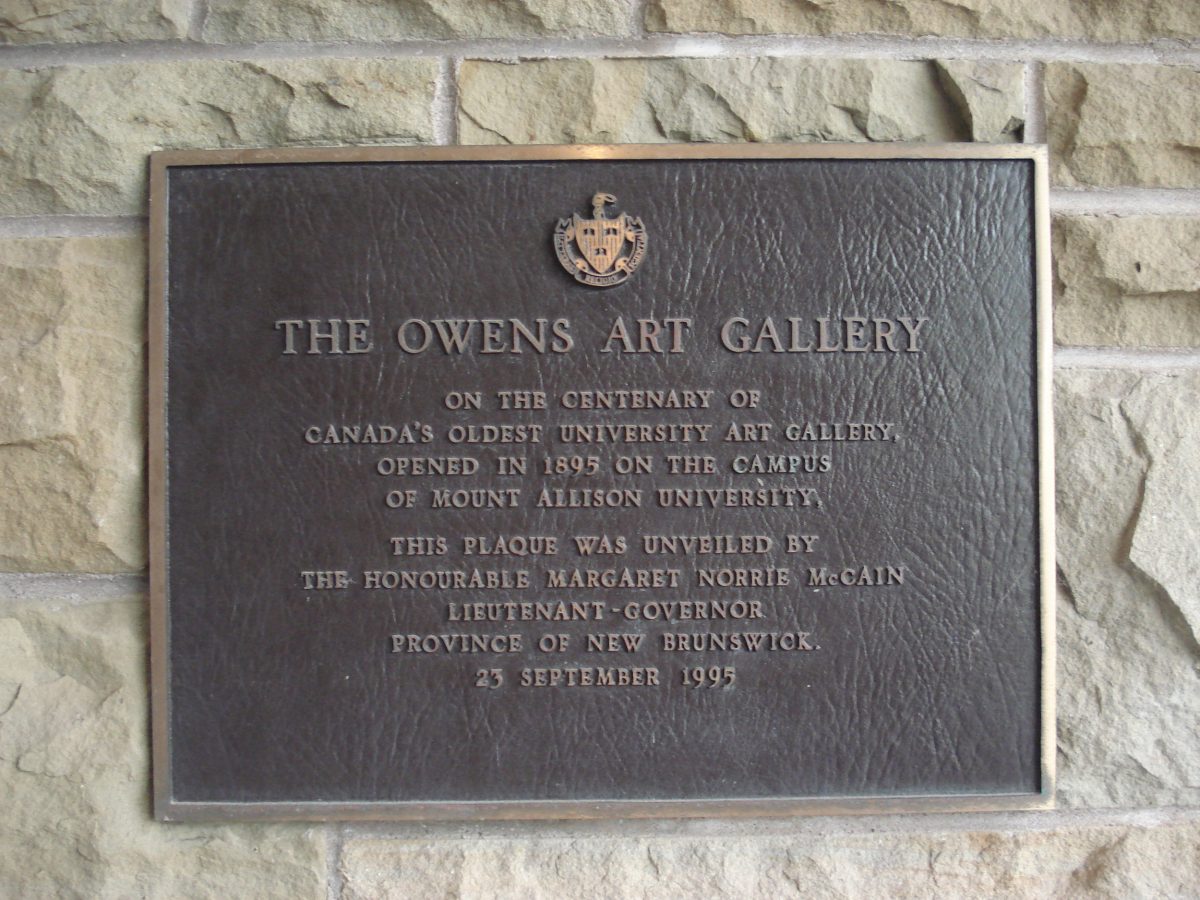 THE OWENS ART GALLERY
ON THE CENTENARY OF
CANADA'S OLDEST UNIVERSITY ART GALLERY,
OPENED IN 1895 ON THE CAMPUS
OF MOUNT ALLISON UNIVERSITY,
THIS PLAQUE WAS UNVEILED BY
THE HONOURABLE MARGARET NORRIE McCAIN
LIEUTENANT-GOVERNOR
PROVINCE OF NEW BRUNSWICK.
23 SEPTEMBER 1995